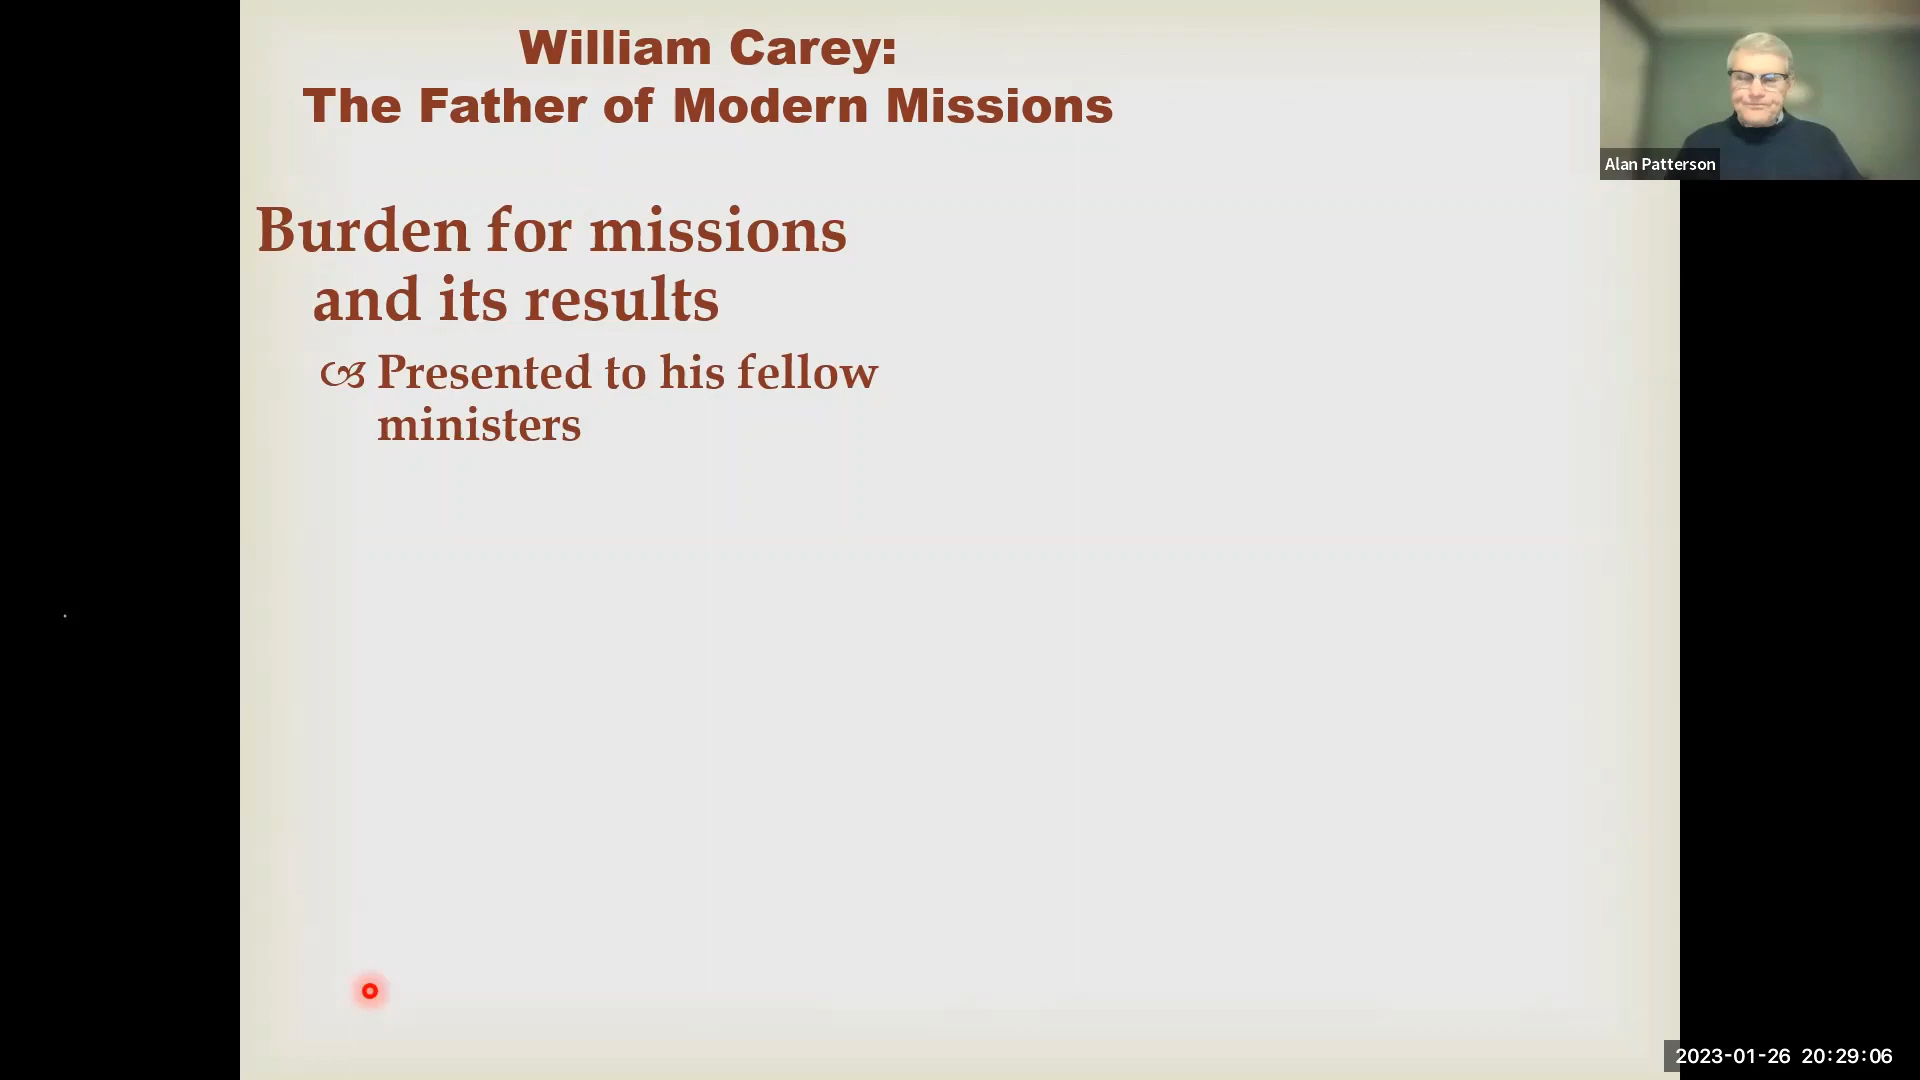 William Carey:
The Father of Modern Missions
Alan Patterson
Burden for missions
and its results
Presented to his fellow
ministers
2023-01-26 20:29:06